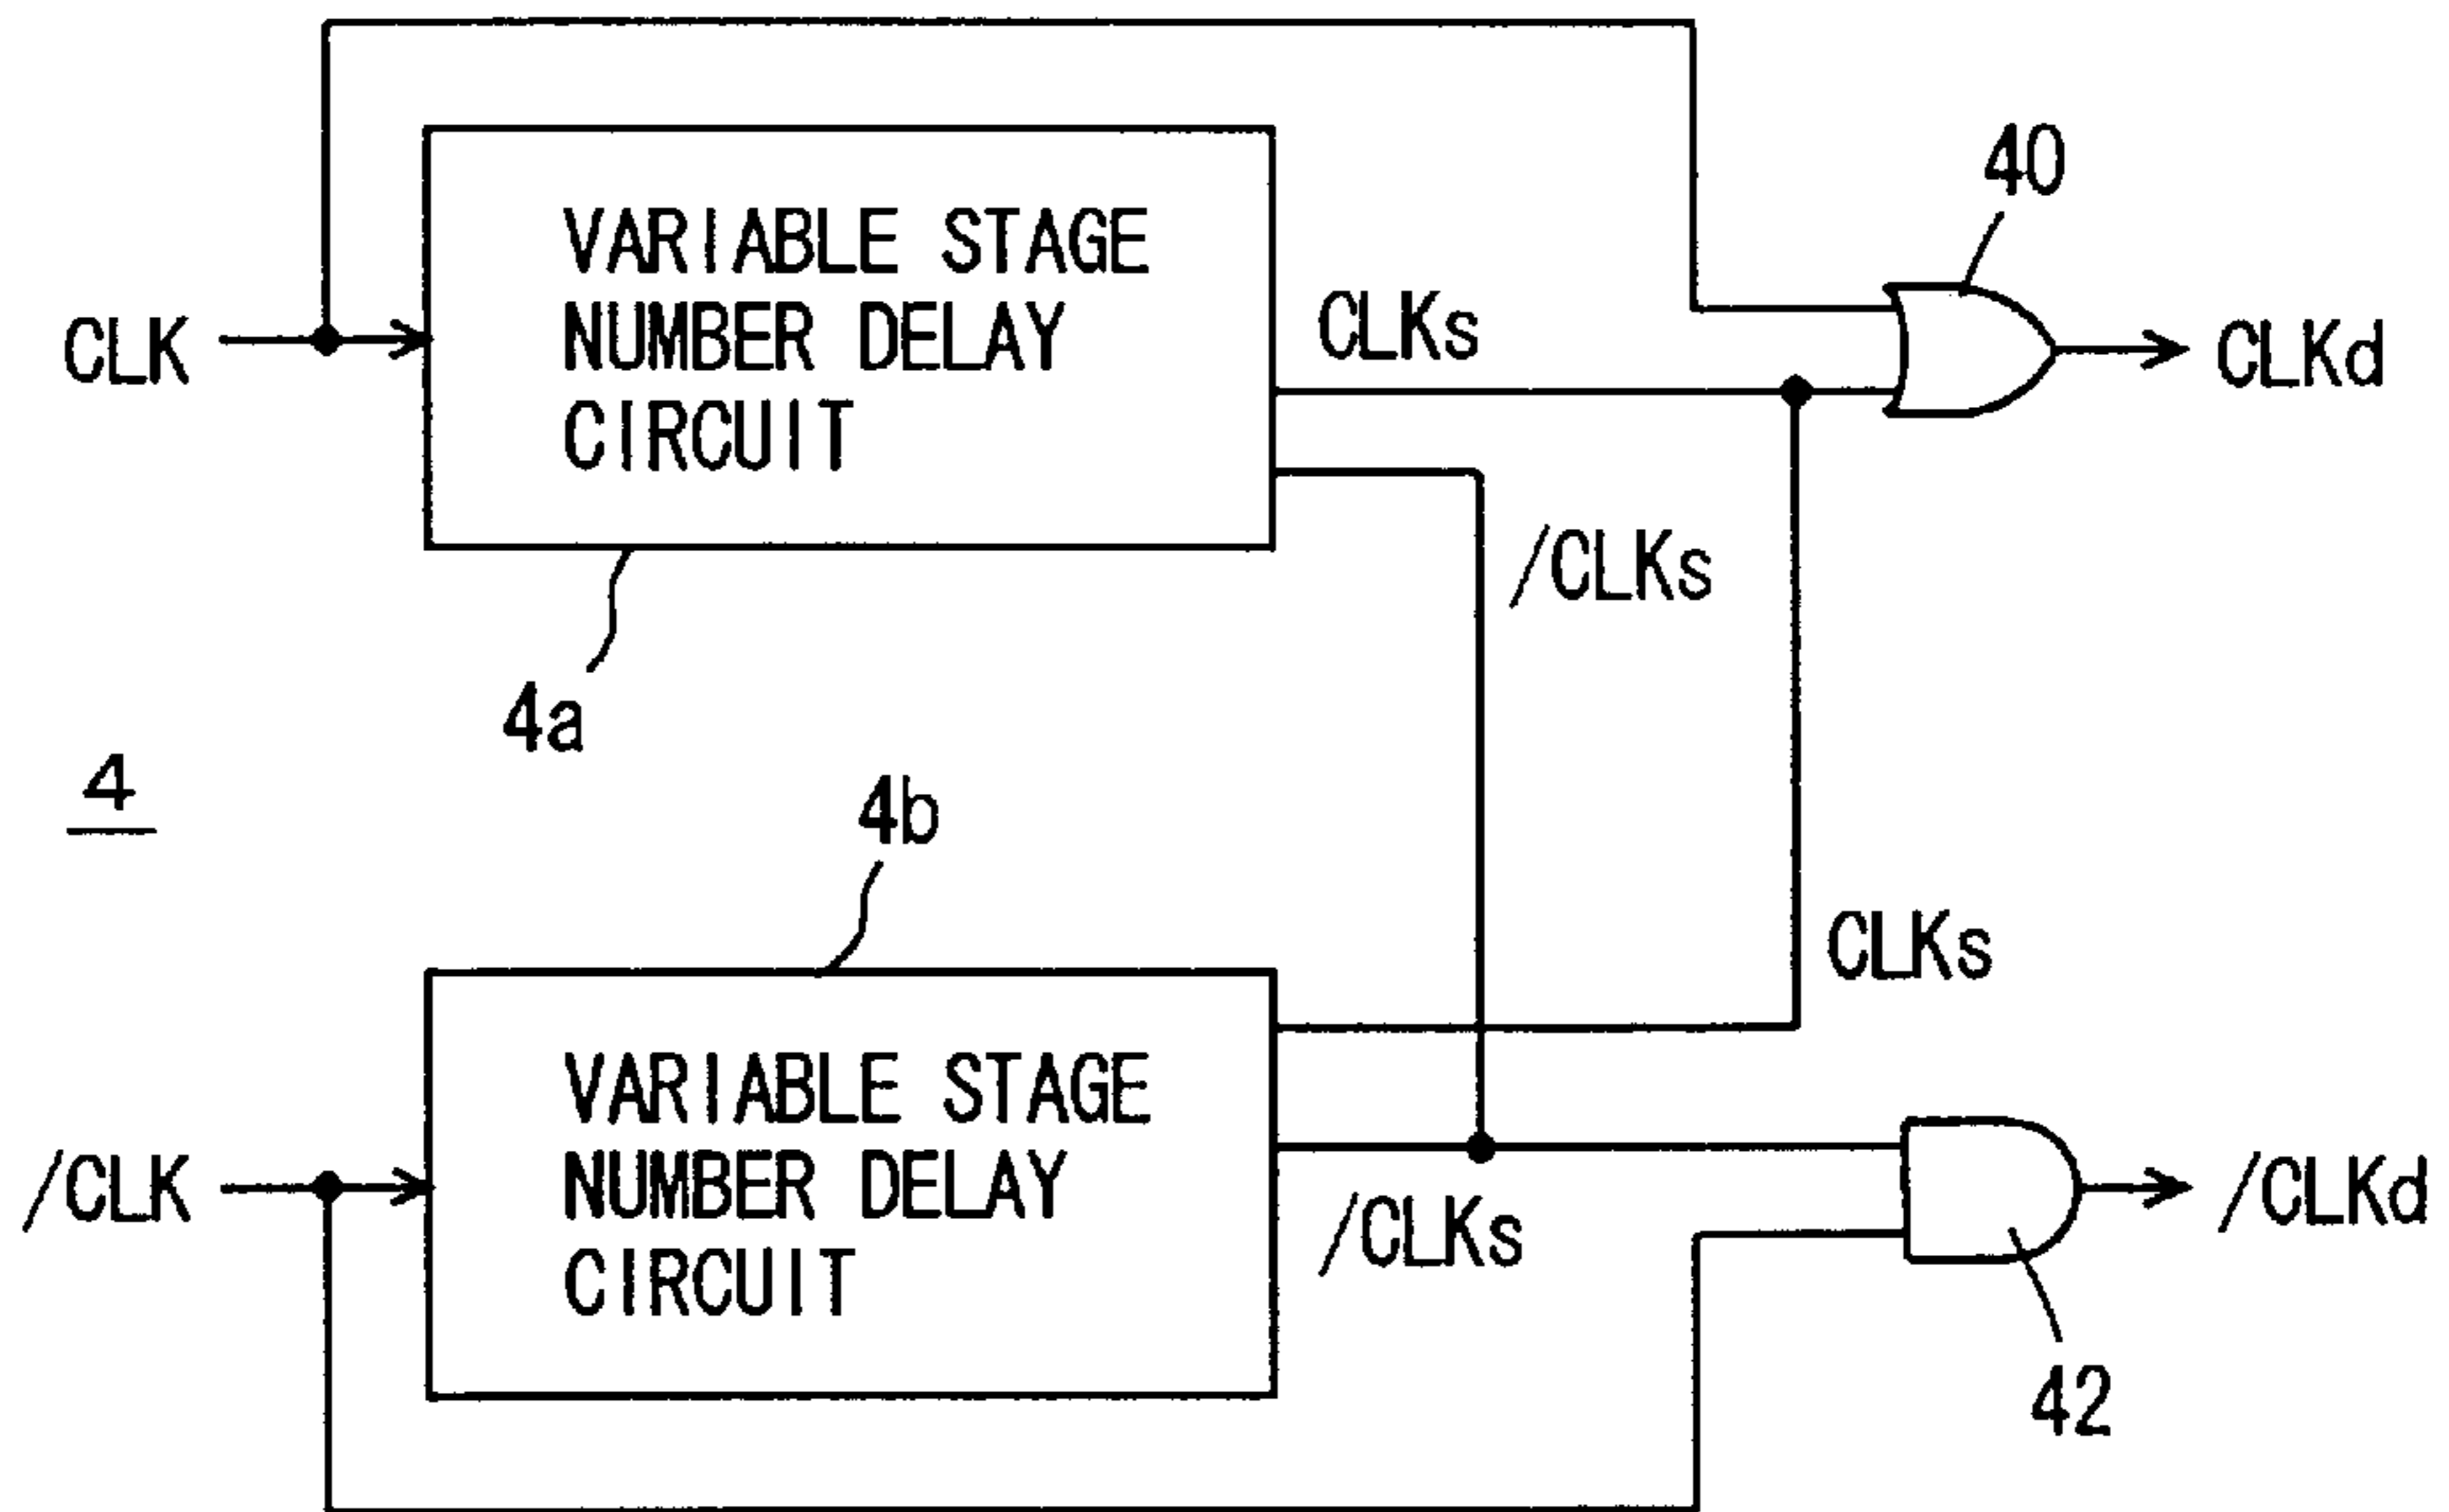 40
VARIABLE STAGE
NUMBER DELAY
CIRCUIT
CLK
CLKs
CLKd
/CLKs
4a
4
4b
CLKs
VARIABLE STAGE
NUMBER DELAY
CIRCUIT
/CLK
/CLKs
/CLKd
42